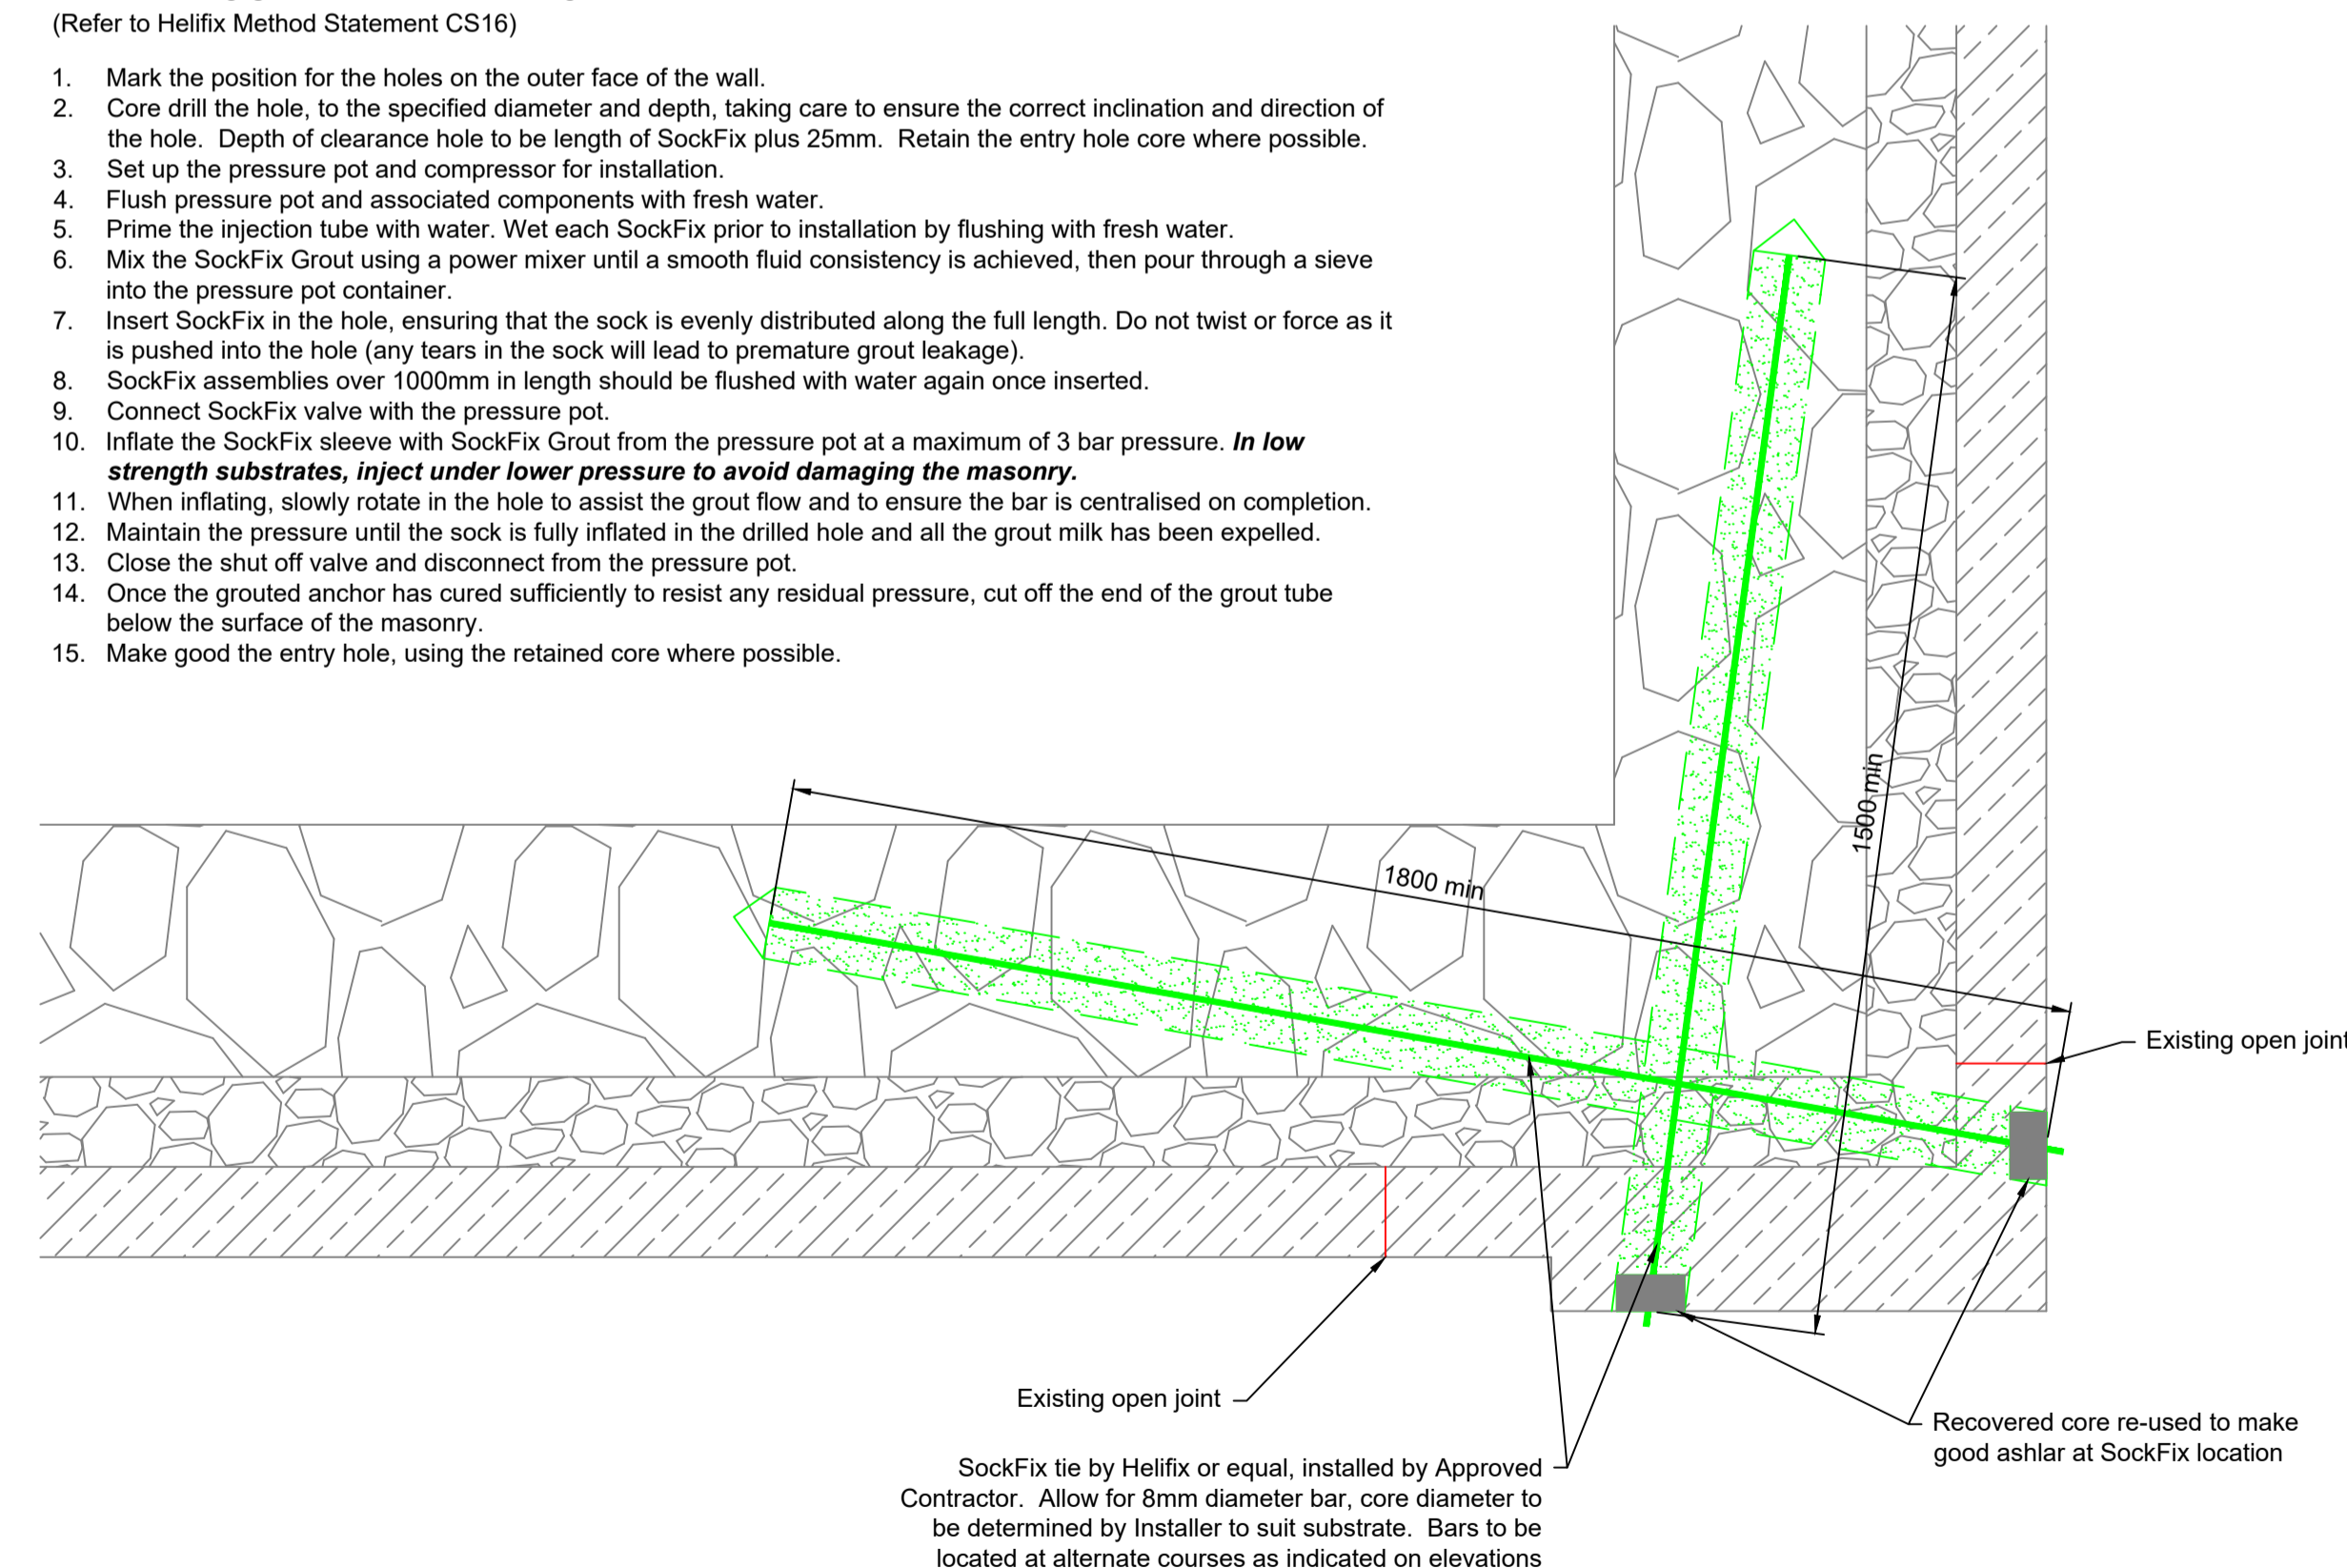 (Refer to Helifix Method Statement CS16)
1. Mark the position for the holes on the outer face of the wall.
2. Core drill the hole, to the specified diameter and depth, taking care to ensure the correct inclination and direction of
the hole. Depth of clearance hole to be length of SockFix plus 25mm. Retain the entry hole core where possible.
3. Set up the pressure pot and compressor for installation.
4. Flush pressure pot and associated components with fresh water.
5. Prime the injection tube with water. Wet each SockFix prior to installation by flushing with fresh water.
6. Mix the SockFix Grout using a power mixer until a smooth fluid consistency is achieved, then pour through a sieve
into the pressure pot container.
7. Insert SockFix in the hole, ensuring that the sock is evenly distributed along the full length. Do not twist or force as it
is pushed into the hole (any tears in the sock will lead to premature grout leakage).
8. SockFix assemblies over 1000mm in length should be flushed with water again once inserted.
9. Connect SockFix valve with the pressure pot.
10. Inflate the SockFix sleeve with SockFix Grout from the pressure pot at a maximum of 3 bar pressure. In low
strength substrates, inject under lower pressure to avoid damaging the masonry.
11. When inflating, slowly rotate in the hole to assist the grout flow and to ensure the bar is centralised on completion.
12. Maintain the pressure until the sock is fully inflated in the drilled hole and all the grout milk has been expelled.
13. Close the shut off valve and disconnect from the pressure pot.
14. Once the grouted anchor has cured sufficiently to resist any residual pressure, cut off the end of the grout tube
below the surface of the masonry.
15. Make good the entry hole, using the retained core where possible.
1500 min
1800 min
Existing open joint
Existing open joint
Recovered core re-used to make
good ashlar at SockFix location
SockFix tie by Helifix or equal, installed by Approved
Contractor. Allow for 8mm diameter bar, core diameter to
be determined by Installer to suit substrate. Bars to be
located at alternate courses as indicated on elevations